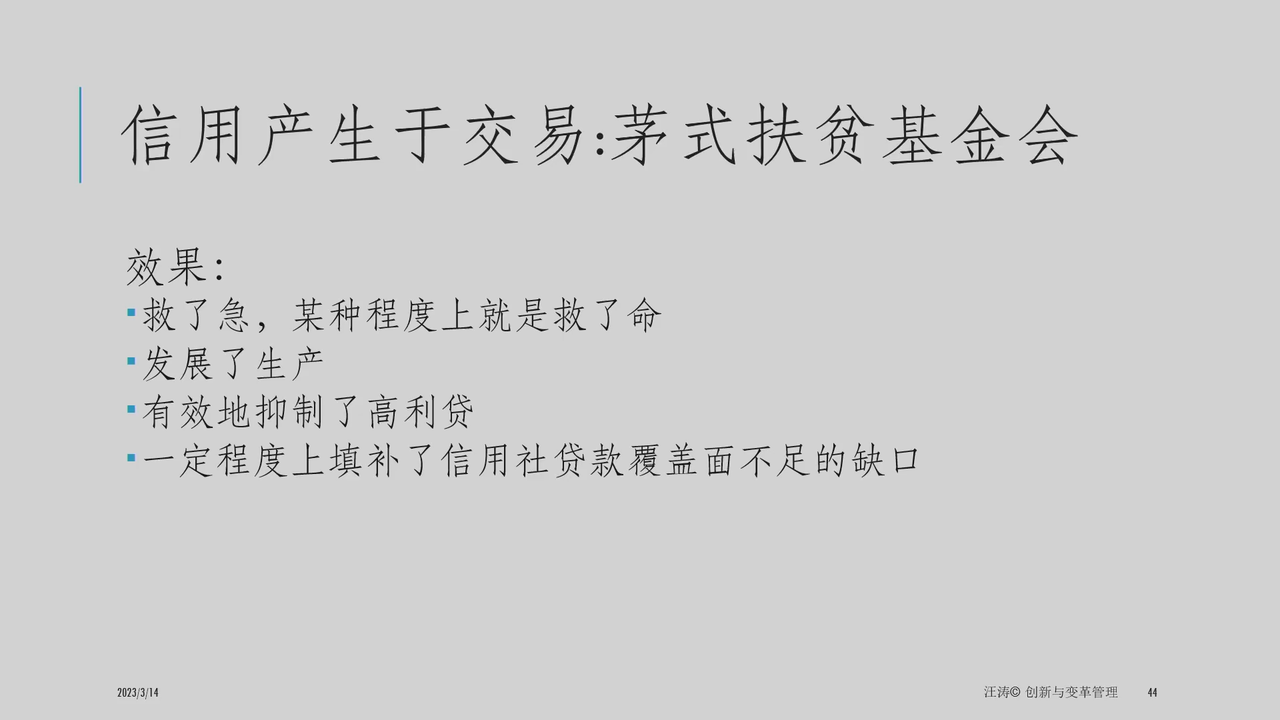 信用产生于交易:茅式扶贫基金会
效果：
救了急，某种程度上就是救了命
发展了生产
有效地抑制了高利贷
一定程度上填补了信用社贷款覆盖面不足的缺口
2023/3/14
汪涛© 创新与变革管理
44